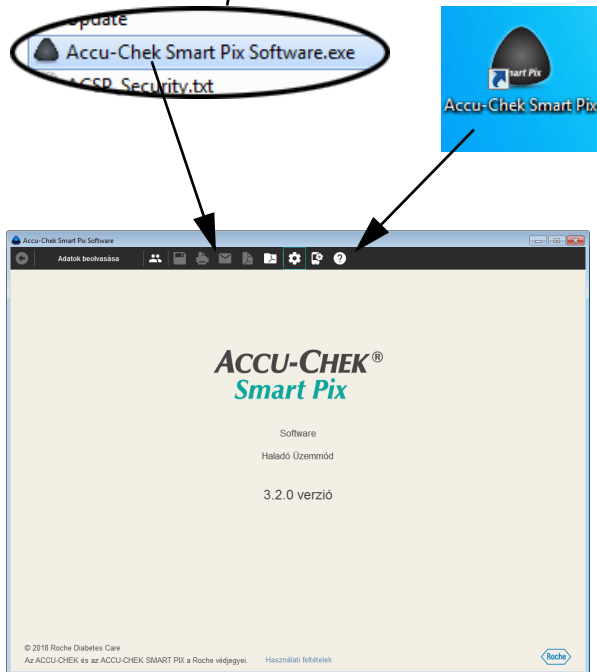 Update
Accu-Chek Smart Pix Software.exe
ACSP_Security.txt
Smart Pix
Accu-Chek Smart Pix
Accu-Chek Smart Pix Software
Adatok beolvasása
ACCU-CHEK®
Smart Pix
Software
Haladó Üzemmód
3.2.0 verzió
© 2018 Roche Diabetes Care
Az ACCU-CHEK és az ACCU-CHEK SMART PIX a Roche védjegyei. Használati feltételek
Roche